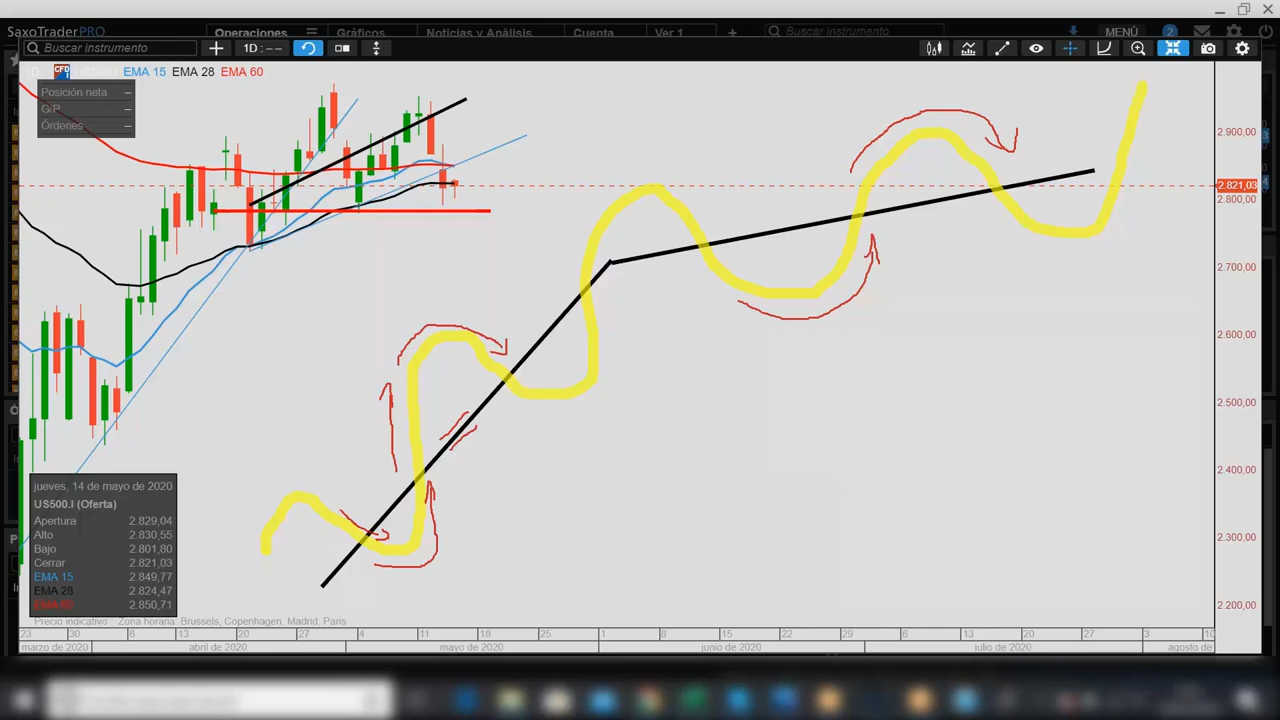 SaxoTraderPRO
Operaciones
Gráficos
Noticias y Análisis
Cuenta
Ver 1
+
Buscar instrumento
MENÚ
2
Buscar instrumento
1D
CFD
EMA 15 EMA 28 EMA 60
Posición neta –
G/P –
Órdenes –
2.900,00
2.821,03
2.800,00
2.700,00
2.600,00
2.500,00
2.400,00
2.300,00
2.200,00
jueves, 14 de mayo de 2020
US500.I (Oferta)
Apertura 2.829,04
Alto 2.830,55
Bajo 2.801,80
Cerrar 2.821,03
EMA 15 2.849,77
EMA 28 2.824,47
EMA 60 2.850,71
Precio indicativo Zona horaria: Brussels, Copenhagen, Madrid, Paris
23 30 6 13 20 27 4 11 18 25 1 8 15 22 29 6 13 20 27 3 10
marzo de 2020 abril de 2020 mayo de 2020 junio de 2020 julio de 2020 agosto de